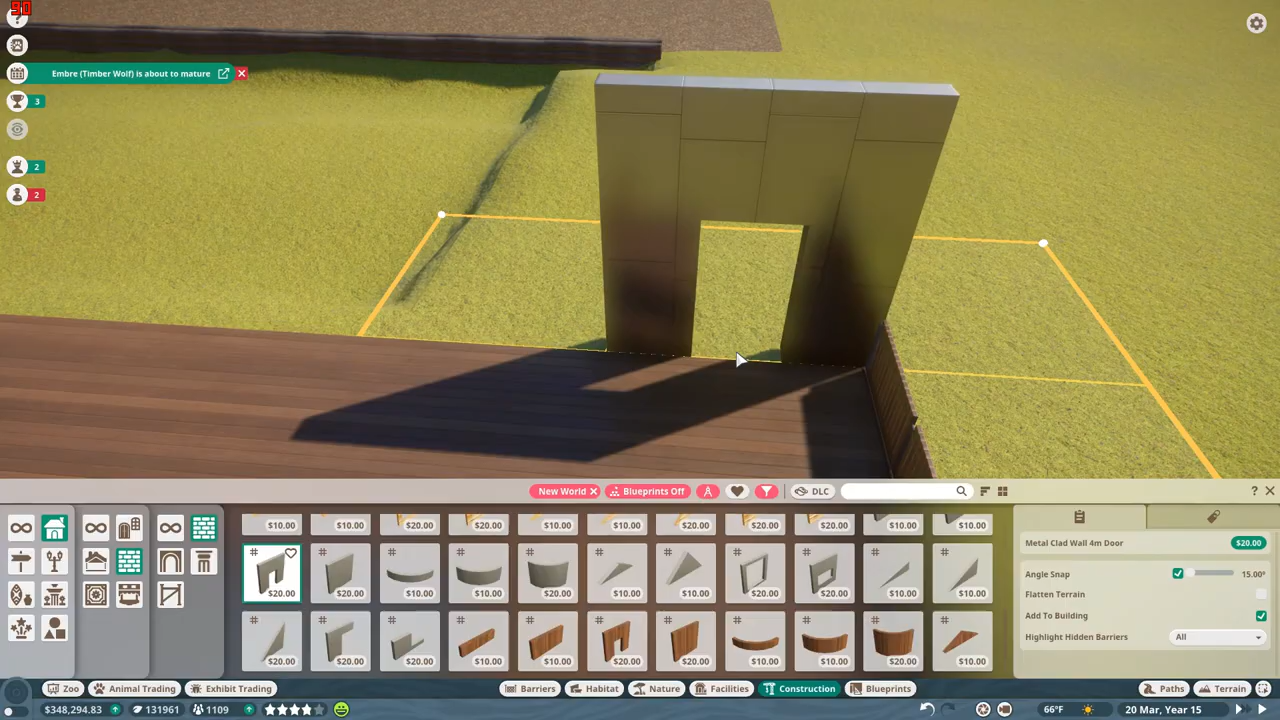 90
?
Embre (Timber Wolf) is about to mature
3
2
2
New World
Blueprints Off
DLC
?
$10.00 $10.00 $20.00 $20.00 $10.00 $10.00 $20.00 $20.00 $20.00 $10.00 $10.00
Metal Clad Wall 4m Door $20.00
$20.00 $20.00 $10.00 $10.00 $20.00 $10.00 $10.00 $20.00 $20.00 $10.00 $10.00
Angle Snap 15.00°
Flatten Terrain
Add To Building
Highlight Hidden Barriers All
$20.00 $20.00 $20.00 $10.00 $10.00 $20.00 $20.00 $10.00 $10.00 $20.00 $10.00
Zoo Animal Trading Exhibit Trading Barriers Habitat Nature Facilities Construction Blueprints Paths Terrain
$348,294.83 131961 1109 66°F 20 Mar, Year 15